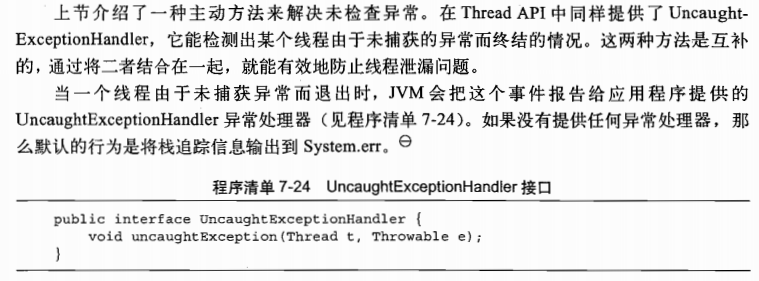 上节介绍了一种主动方法来解决未检查异常。在 Thread API 中同样提供了 Uncaught-
ExceptionHandler，它能检测出某个线程由于未捕获的异常而终结的情况。这两种方法是互补
的，通过将二者结合在一起，就能有效地防止线程泄漏问题。
当一个线程由于未捕获异常而退出时，JVM 会把这个事件报告给应用程序提供的
UncaughtExceptionHandler 异常处理器（见程序清单 7-24）。如果没有提供任何异常处理器，那
么默认的行为是将栈追踪信息输出到 System.err。㊀
程序清单 7-24 UncaughtExceptionHandler 接口
public interface UncaughtExceptionHandler {
    void uncaughtException(Thread t, Throwable e);
}